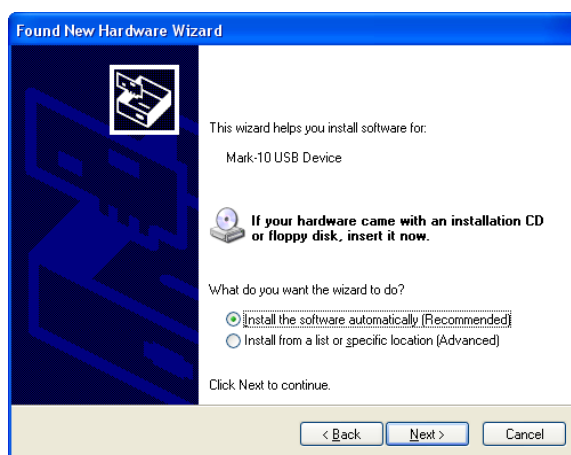 Found New Hardware Wizard
This wizard helps you install software for:
Mark-10 USB Device
If your hardware came with an installation CD
or floppy disk, insert it now.
What do you want the wizard to do?
Install the software automatically (Recommended)
Install from a list or specific location (Advanced)
Click Next to continue.
< Back
Next >
Cancel